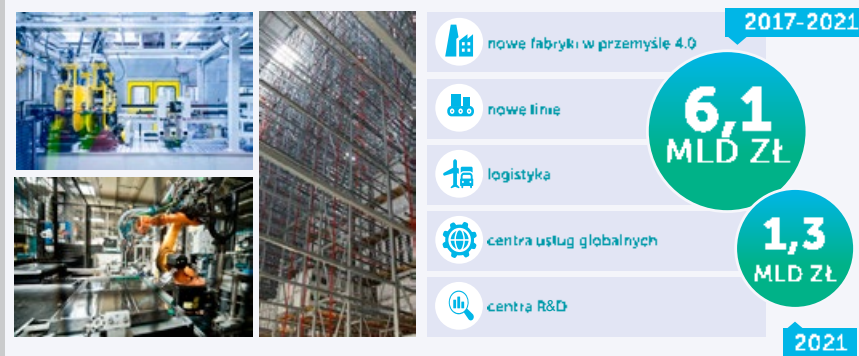 2017-2021
nowe fabryki w przemyśle 4.0
6,1
MLD ZŁ
nowe linie
logistyka
centra usług globalnych
1,3
MLD ZŁ
centra R&D
2021